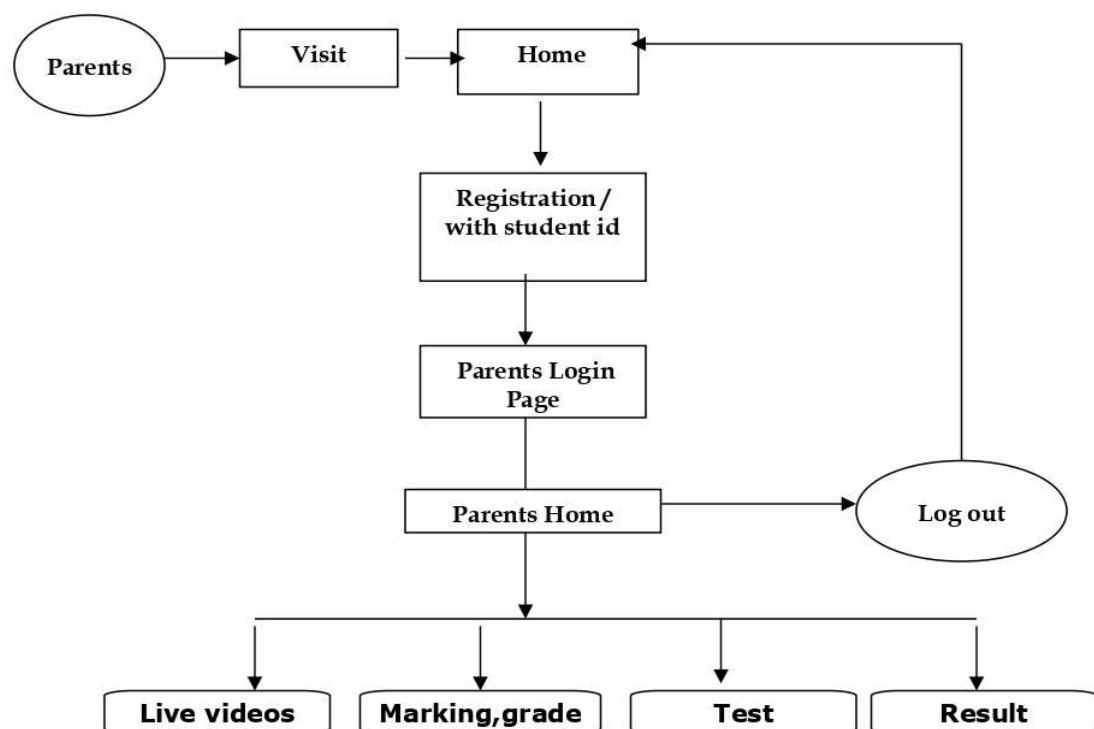 Parents
Visit
Home
Registration/
with student id
Parents Login
Page
Parents Home
Log out
Live videos
Marking,grade
Test
Result